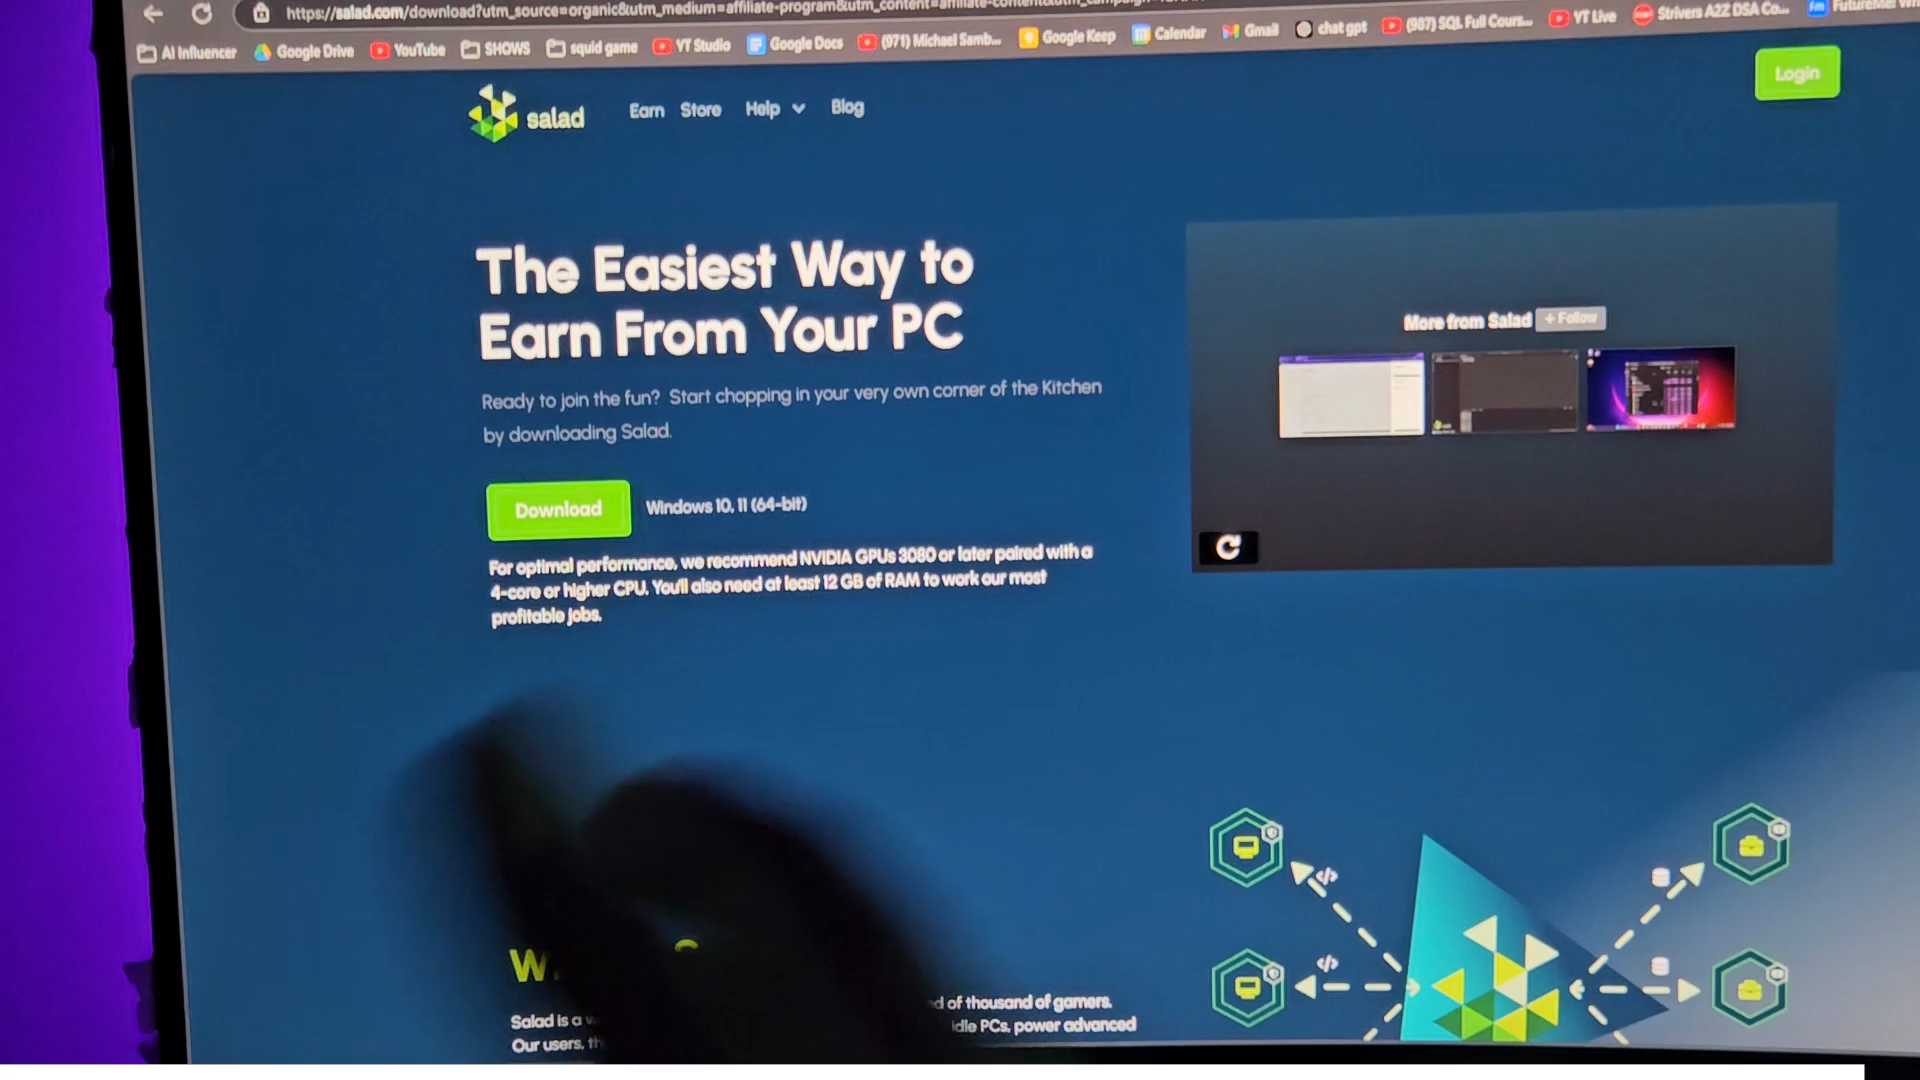 https://salad.com/download?utm_source=organic&utm_medium=affiliate-program&utm_content=affiliate-content&utm_campaign
AI Influencer Google Drive YouTube SHOWS squid game YT Studio Google Docs (971) Michael Samb... Google Keep Calendar Gmail chat gpt (987) SQL Full Cours... YT Live Strivers A2Z DSA Co... FutureMe!
salad Earn Store Help Blog Login
The Easiest Way to
Earn From Your PC
Ready to join the fun? Start chopping in your very own corner of the Kitchen
by downloading Salad.
Download Windows 10, 11 (64-bit)
For optimal performance, we recommend NVIDIA GPUs 3080 or later paired with a
4-core or higher CPU. You'll also need at least 12 GB of RAM to work our most
profitable jobs.
More from Salad + Follow
Salad is a
of thousand of gamers.
Our users,
idle PCs, power advanced